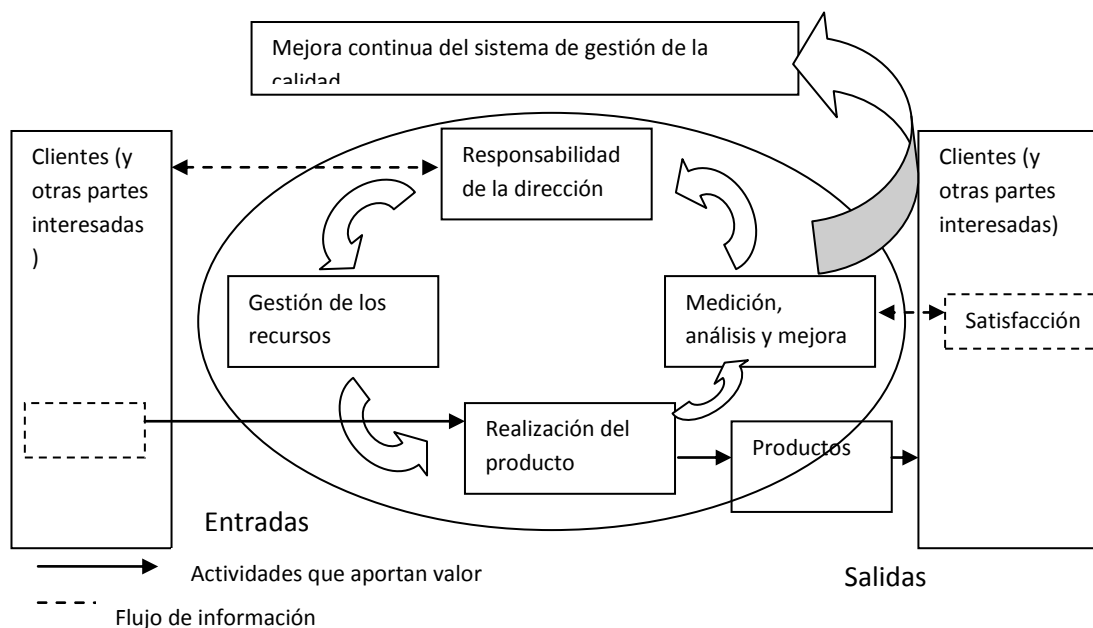 Mejora continua del sistema de gestión de la
calidad
Clientes (y
otras partes
interesadas
)
Responsabilidad
de la dirección
Clientes (y
otras partes
interesadas)
Gestión de los
recursos
Medición,
análisis y mejora
Satisfacción
Realización del
producto
Productos
Entradas
Salidas
Actividades que aportan valor
Flujo de información